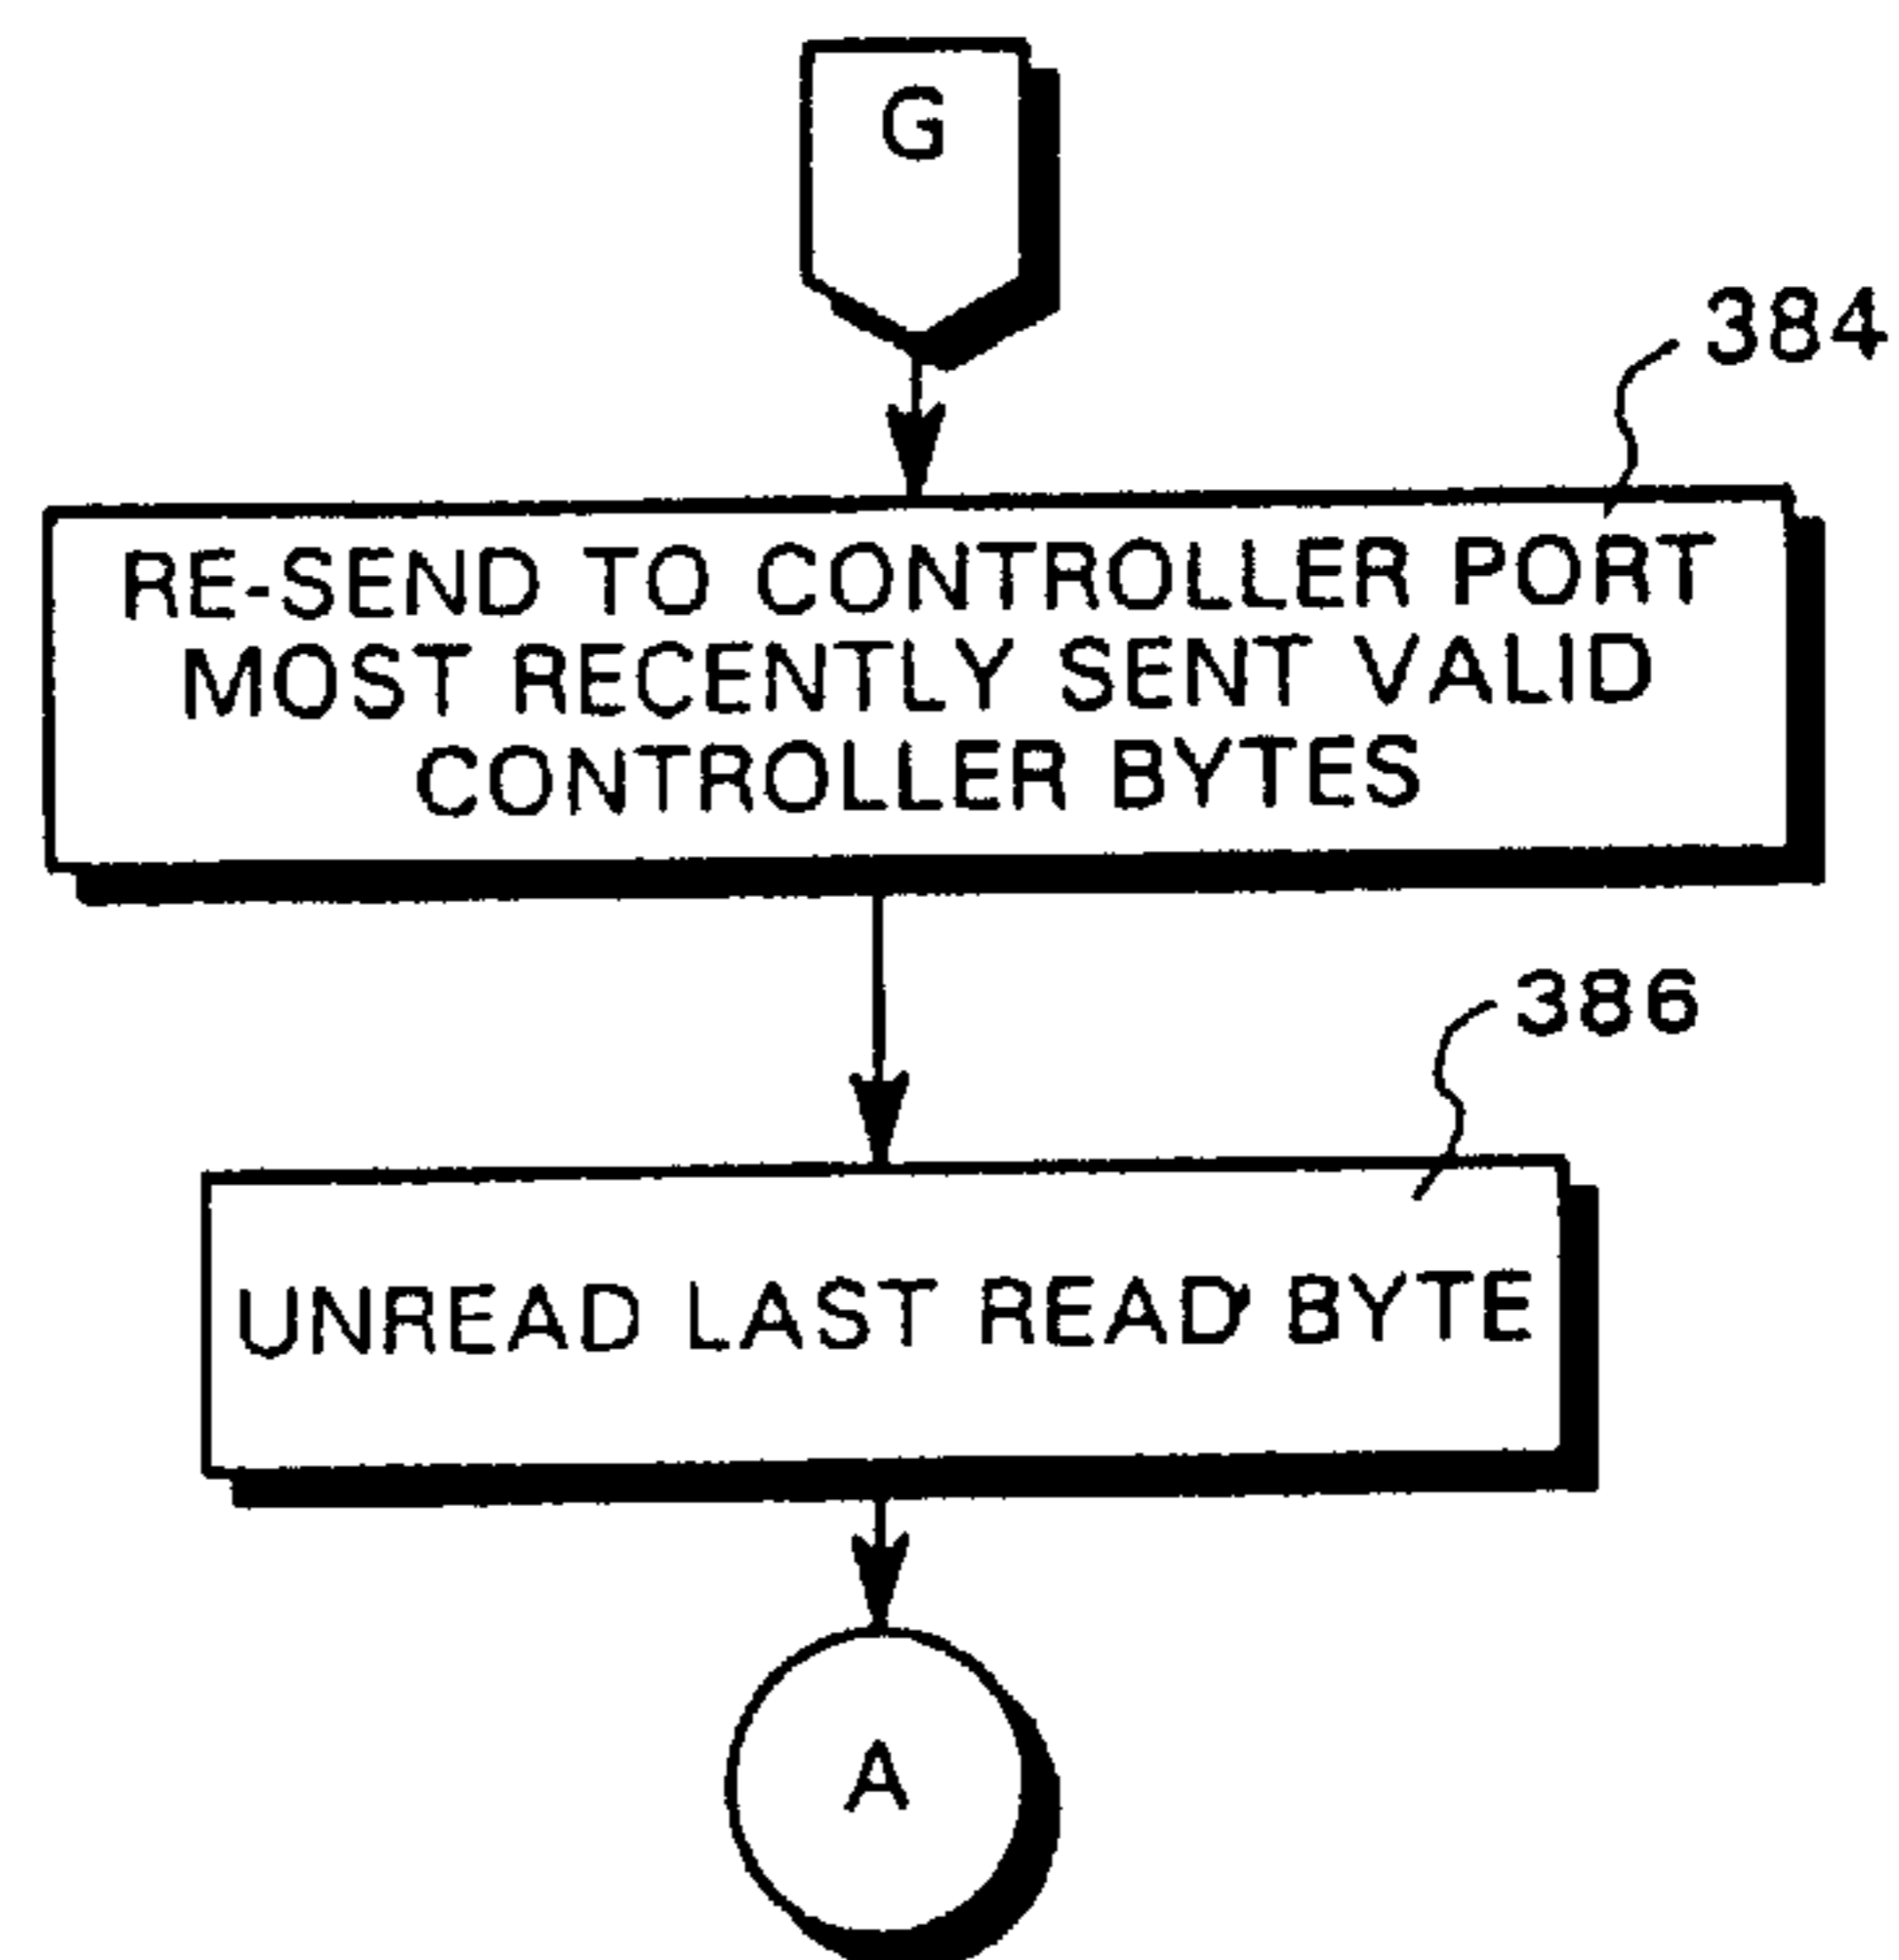 G
384
RE-SEND TO CONTROLLER PORT
MOST RECENTLY SENT VALID
CONTROLLER BYTES
386
UNREAD LAST READ BYTE
A